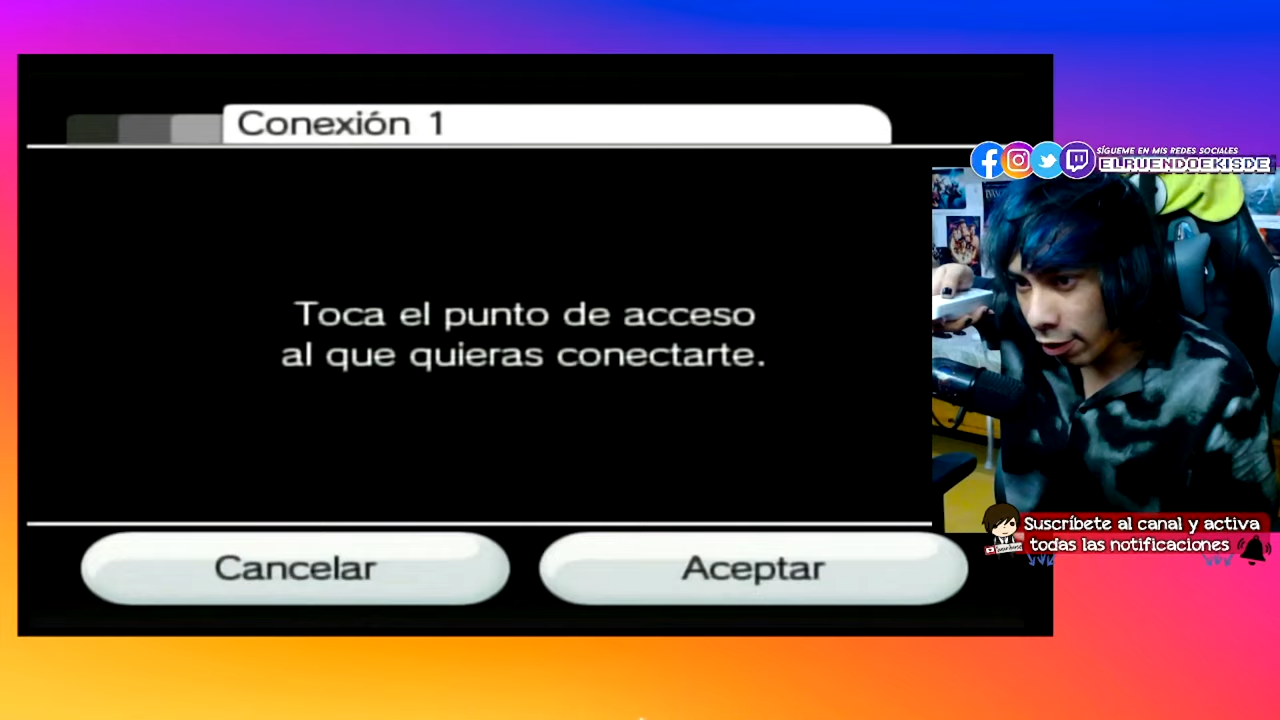 Conexión 1
Toca el punto de acceso
al que quieras conectarte.
Cancelar
Aceptar
SÍGUEME EN MIS REDES SOCIALES
ELRUENDOEKISDE
Suscríbete al canal y activa
todas las notificaciones